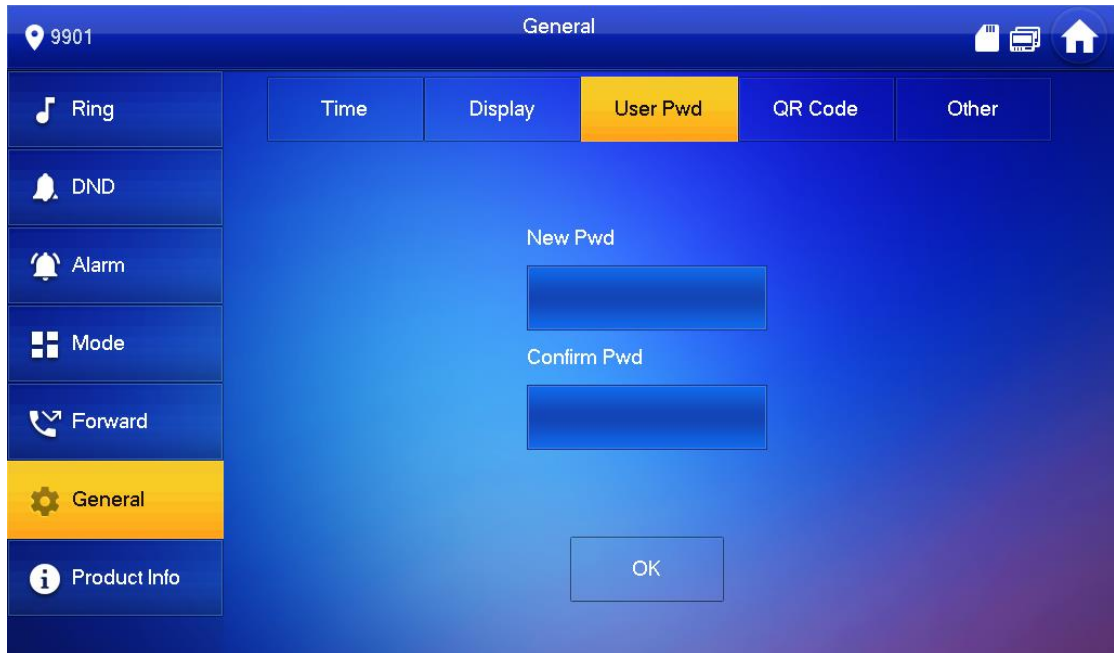 9901
General
Ring
DND
Alarm
Mode
Forward
General
Product Info
Time Display User Pwd QR Code Other
New Pwd
Confirm Pwd
OK